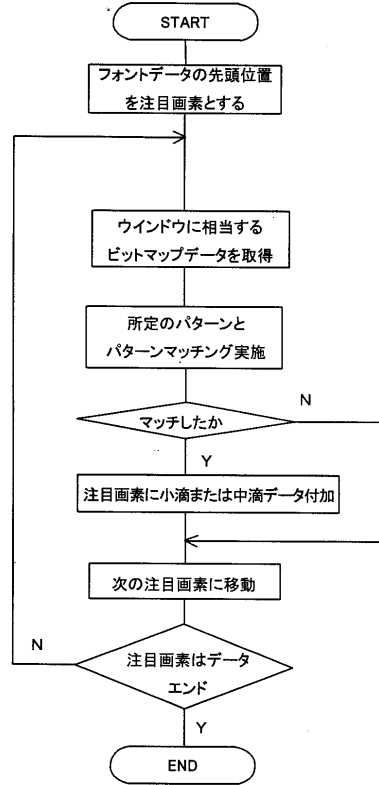 START
フォントデータの先頭位置
を注目画素とする
ウインドウに相当する
ビットマップデータを取得
所定のパターンと
パターンマッチング実施
マッチしたか
N
Y
注目画素に小滴または中滴データ付加
次の注目画素に移動
N
注目画素はデータ
エンド
Y
END